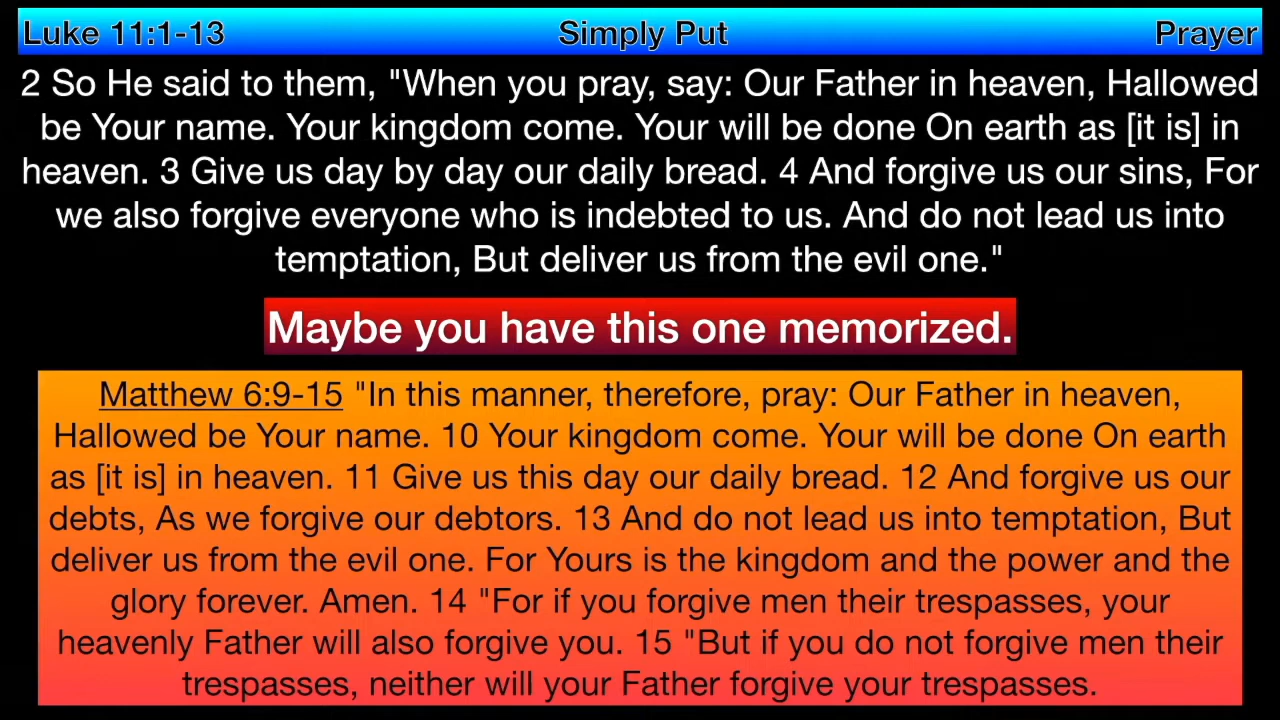 Luke 11:1-13 Simply Put Prayer
2 So He said to them, "When you pray, say: Our Father in heaven, Hallowed
be Your name. Your kingdom come. Your will be done On earth as [it is] in
heaven. 3 Give us day by day our daily bread. 4 And forgive us our sins, For
we also forgive everyone who is indebted to us. And do not lead us into
temptation, But deliver us from the evil one."
Maybe you have this one memorized.
Matthew 6:9-15 "In this manner, therefore, pray: Our Father in heaven,
Hallowed be Your name. 10 Your kingdom come. Your will be done On earth
as [it is] in heaven. 11 Give us this day our daily bread. 12 And forgive us our
debts, As we forgive our debtors. 13 And do not lead us into temptation, But
deliver us from the evil one. For Yours is the kingdom and the power and the
glory forever. Amen. 14 "For if you forgive men their trespasses, your
heavenly Father will also forgive you. 15 "But if you do not forgive men their
trespasses, neither will your Father forgive your trespasses.